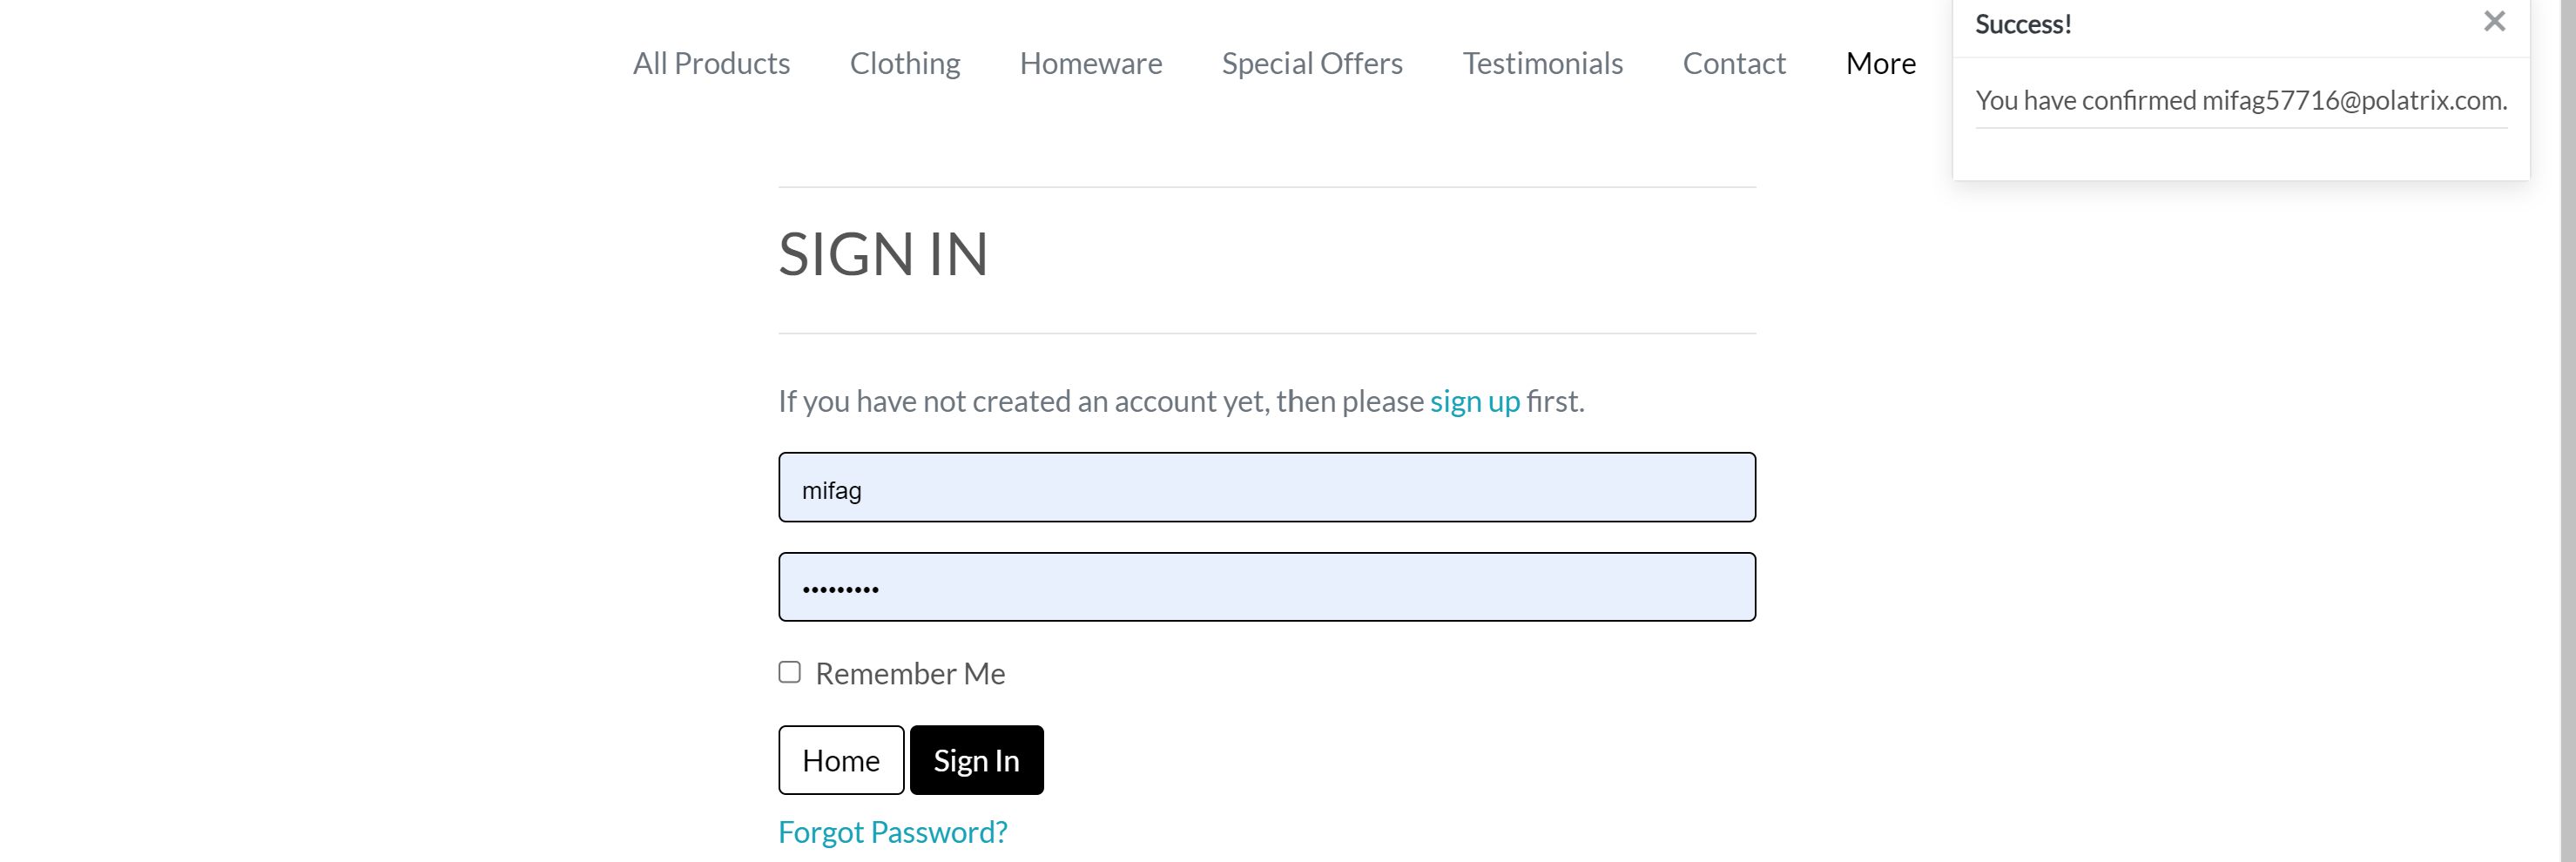 All Products Clothing Homeware Special Offers Testimonials Contact More
Success!
You have confirmed mifag57716@polatrix.com.
SIGN IN
If you have not created an account yet, then please sign up first.
mifag
•••••••••
Remember Me
Home Sign In
Forgot Password?